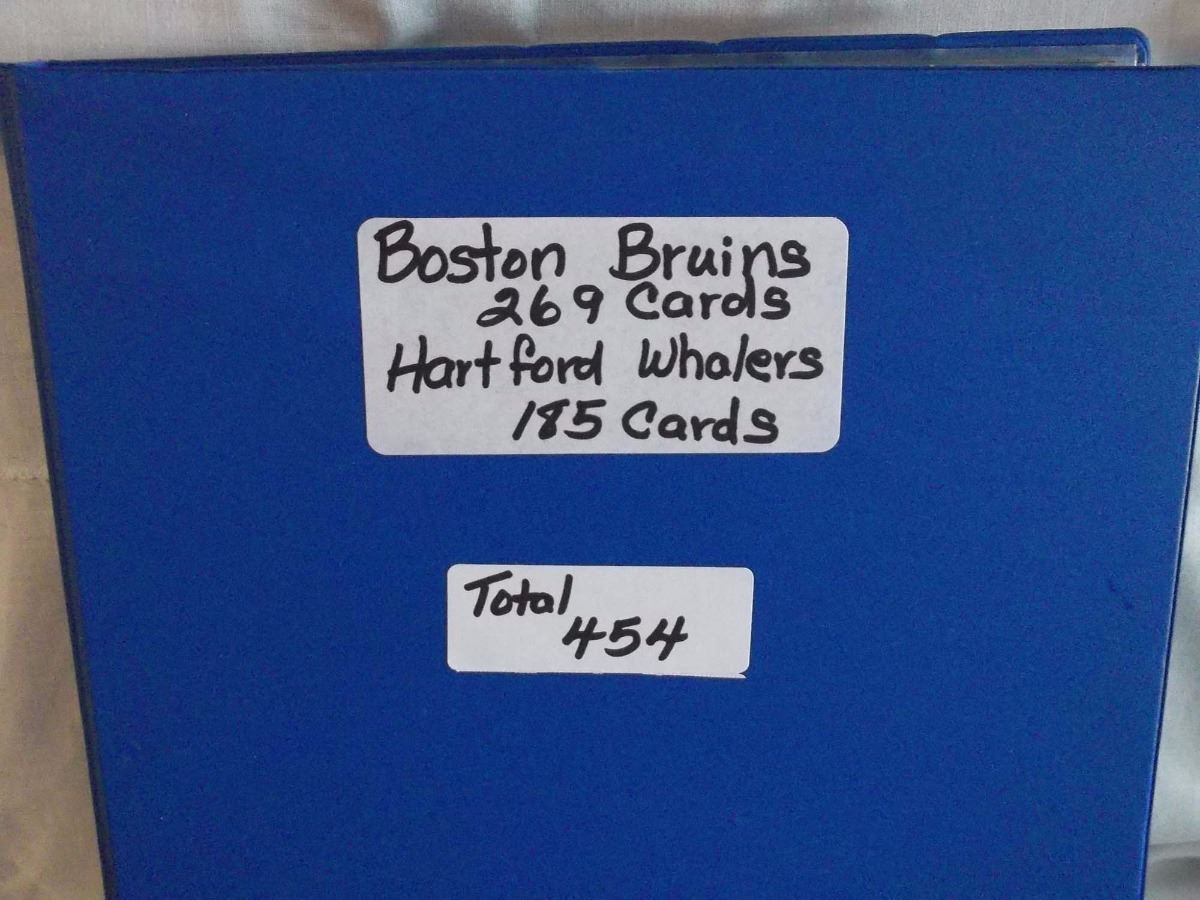 Boston Bruins
269 Cards
Hartford Whalers
185 Cards
Total
454